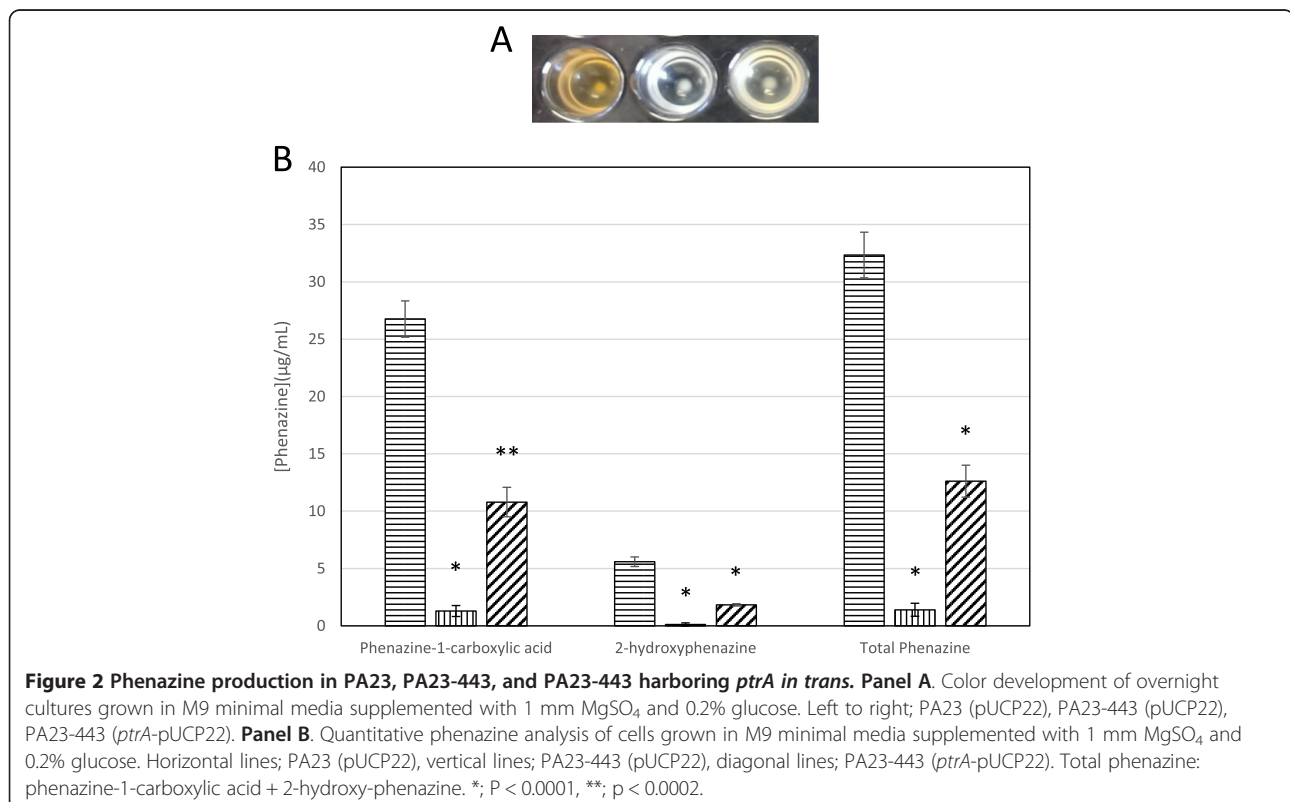 A
B
40
35
30
25
20
15
10
5
0
[Phenazine](µg/mL)
*
**
*
*
*
*
Phenazine-1-carboxylic acid
2-hydroxyphenazine
Total Phenazine
Figure 2 Phenazine production in PA23, PA23-443, and PA23-443 harboring ptrA in trans. Panel A. Color development of overnight
cultures grown in M9 minimal media supplemented with 1 mm MgSO₄ and 0.2% glucose. Left to right; PA23 (pUCP22), PA23-443 (pUCP22),
PA23-443 (ptrA-pUCP22). Panel B. Quantitative phenazine analysis of cells grown in M9 minimal media supplemented with 1 mm MgSO₄ and
0.2% glucose. Horizontal lines; PA23 (pUCP22), vertical lines; PA23-443 (pUCP22), diagonal lines; PA23-443 (ptrA-pUCP22). Total phenazine:
phenazine-1-carboxylic acid + 2-hydroxy-phenazine. *; P < 0.0001, **; p < 0.0002.